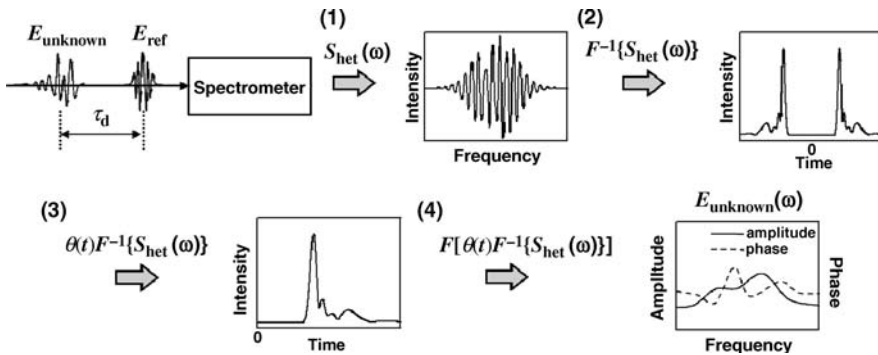 (1)
(2)
E_unknown E_ref
S_het(ω)
F⁻¹{S_het(ω)}
Spectrometer
τ_d
Intensity
Frequency
Intensity
0
Time
(3)
(4)
θ(t)F⁻¹{S_het(ω)}
F[θ(t)F⁻¹{S_het(ω)}]
E_unknown(ω)
Intensity
0
Time
amplitude
phase
Amplitude
Phase
Frequency